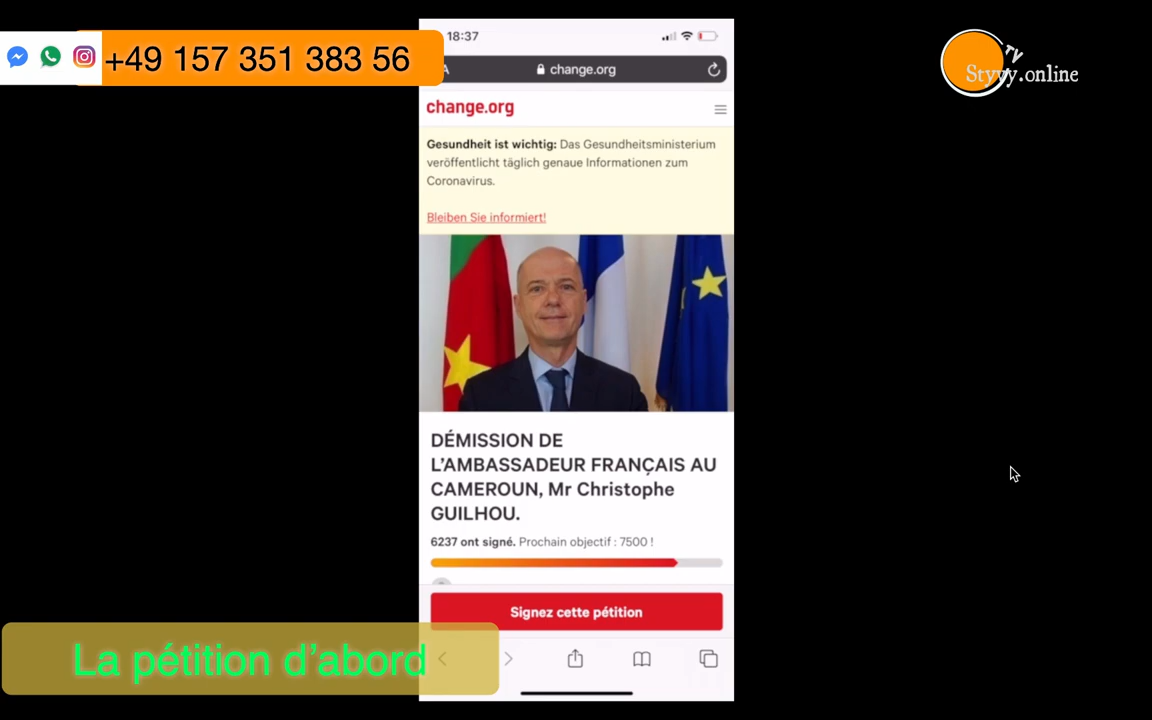 +49 157 351 383 56
TV
Styvy.online
18:37
A
change.org
change.org
Gesundheit ist wichtig: Das Gesundheitsministerium
veröffentlicht täglich genaue Informationen zum
Coronavirus.
Bleiben Sie informiert!
DÉMISSION DE
L’AMBASSADEUR FRANÇAIS AU
CAMEROUN, Mr Christophe
GUILHOU.
6237 ont signé. Prochain objectif : 7500 !
Signez cette pétition
La pétition d’abord